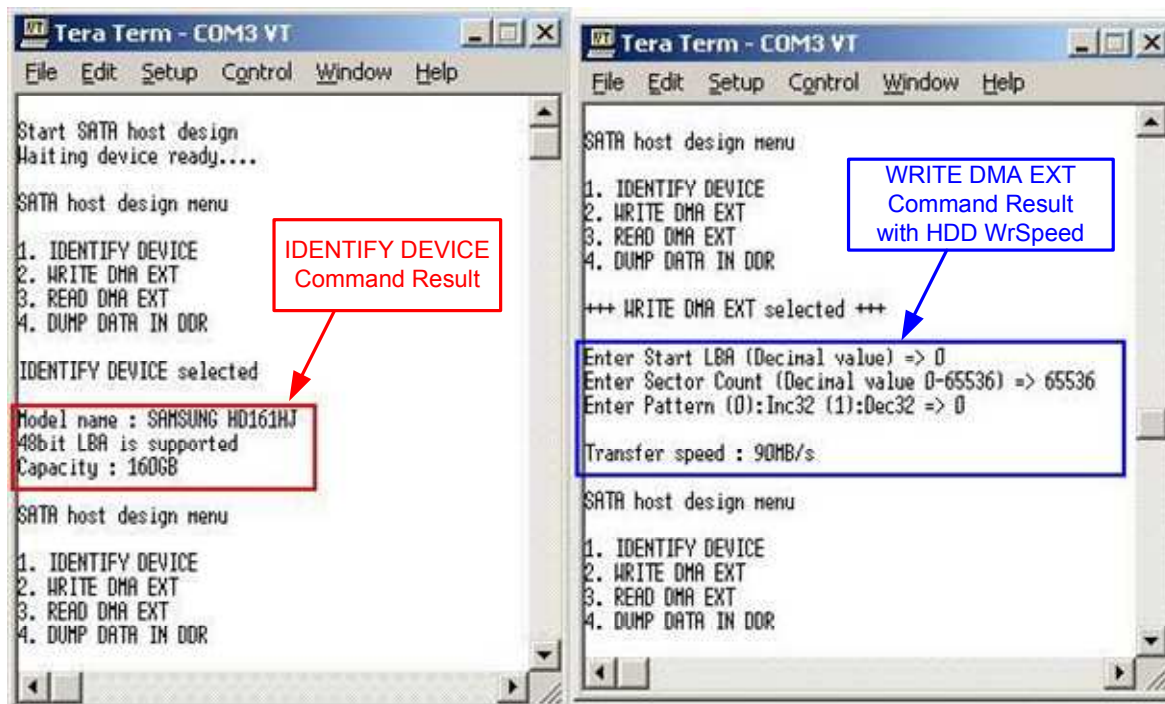 Tera Term - COM3 VT
File Edit Setup Control Window Help
Start SATA host design
Waiting device ready....
SATA host design menu
1. IDENTIFY DEVICE
2. WRITE DMA EXT
3. READ DMA EXT
4. DUMP DATA IN DDR
IDENTIFY DEVICE selected
Model name : SAMSUNG HD161HJ
48bit LBA is supported
Capacity : 160GB
SATA host design menu
1. IDENTIFY DEVICE
2. WRITE DMA EXT
3. READ DMA EXT
4. DUMP DATA IN DDR
IDENTIFY DEVICE
Command Result
Tera Term - COM3 VT
File Edit Setup Control Window Help
SATA host design menu
1. IDENTIFY DEVICE
2. WRITE DMA EXT
3. READ DMA EXT
4. DUMP DATA IN DDR
+++ WRITE DMA EXT selected +++
Enter Start LBA (Decimal value) => 0
Enter Sector Count (Decimal value 0-65536) => 65536
Enter Pattern (0):Inc32 (1):Dec32 => 0
Transfer speed : 90MB/s
SATA host design menu
1. IDENTIFY DEVICE
2. WRITE DMA EXT
3. READ DMA EXT
4. DUMP DATA IN DDR
WRITE DMA EXT
Command Result
with HDD WrSpeed